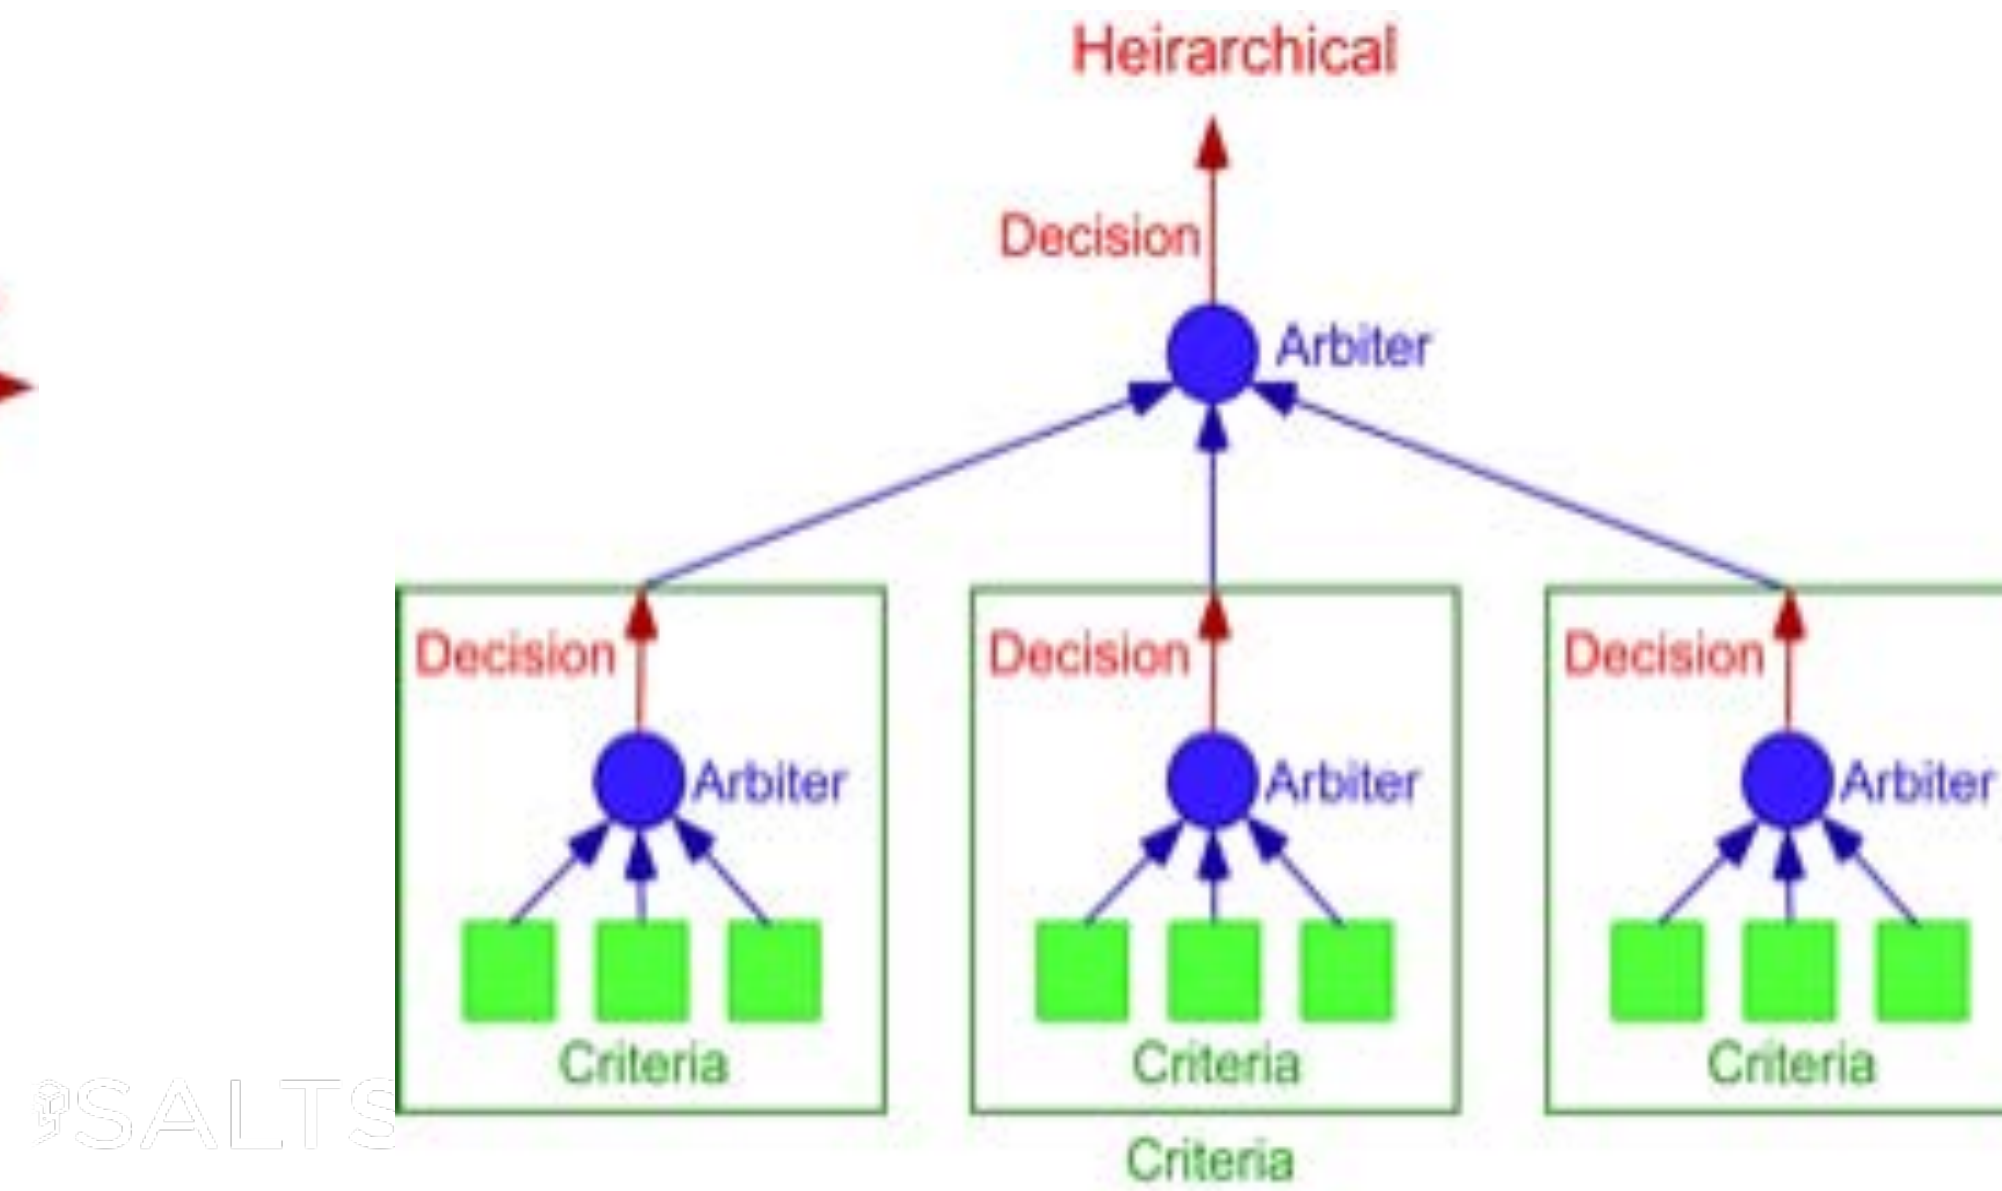 Heirarchical
Decision
Arbiter
Decision
Decision
Decision
Arbiter
Arbiter
Arbiter
Criteria
Criteria
Criteria
Criteria
SALTS